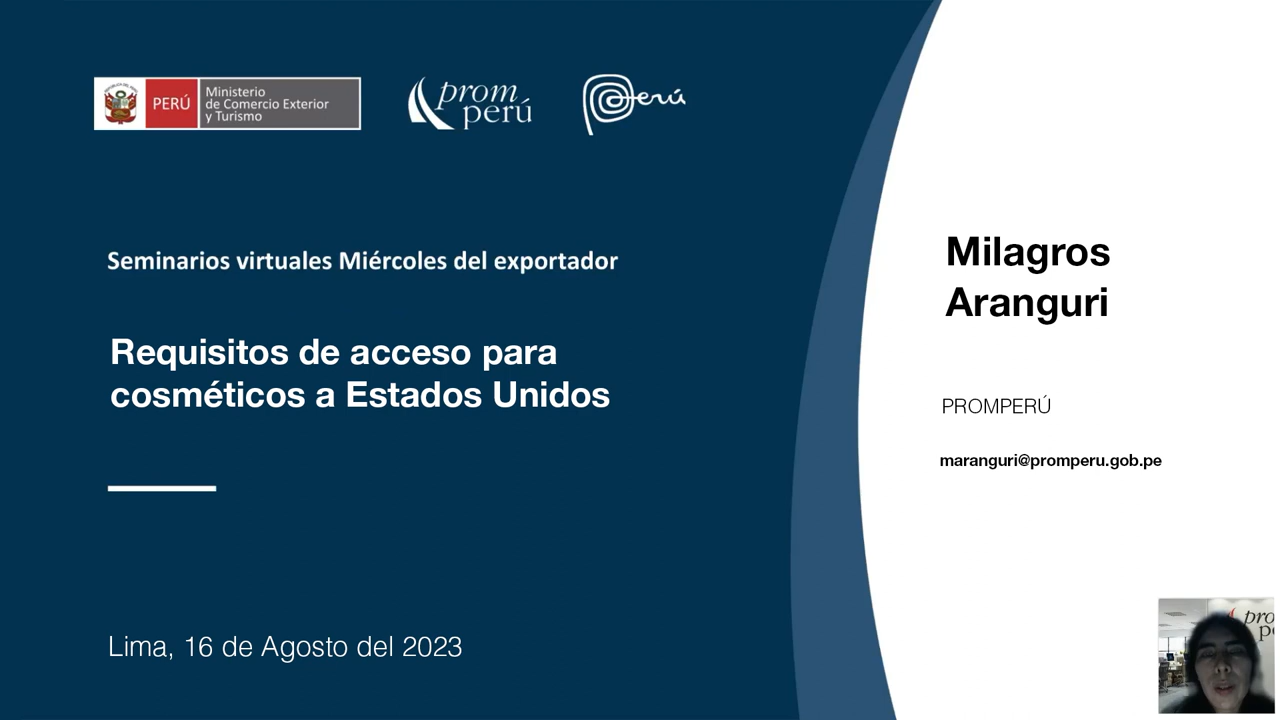 PERÚ
Ministerio
de Comercio Exterior
y Turismo
prom
perú
Perú
Seminarios virtuales Miércoles del exportador
Requisitos de acceso para
cosméticos a Estados Unidos
Lima, 16 de Agosto del 2023
Milagros
Aranguri
PROMPERÚ
maranguri@promperu.gob.pe